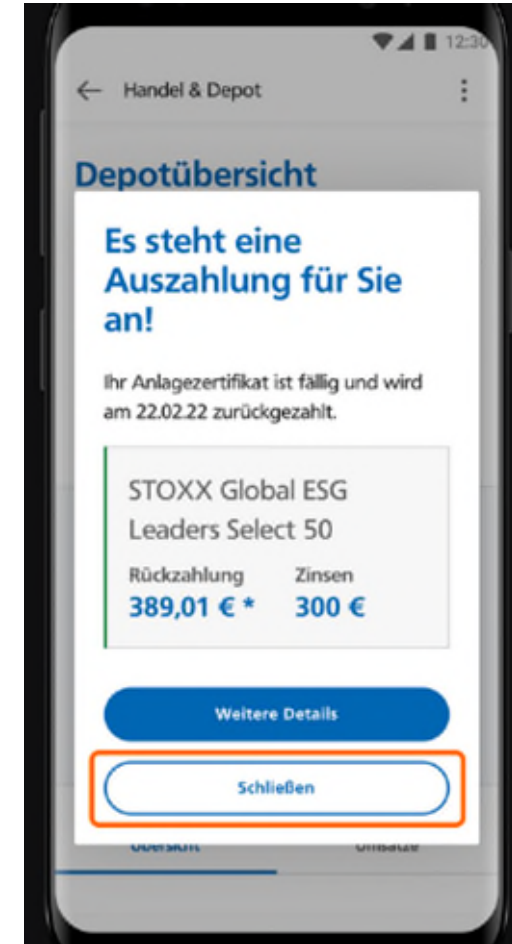 12:30
Handel & Depot
Depotübersicht
Es steht eine
Auszahlung für Sie
an!
Ihr Anlagezertifikat ist fällig und wird
am 22.02.22 zurückgezahlt.
STOXX Global ESG
Leaders Select 50
Rückzahlung Zinsen
389,01 € * 300 €
Weitere Details
Schließen
Übersicht Umsätze